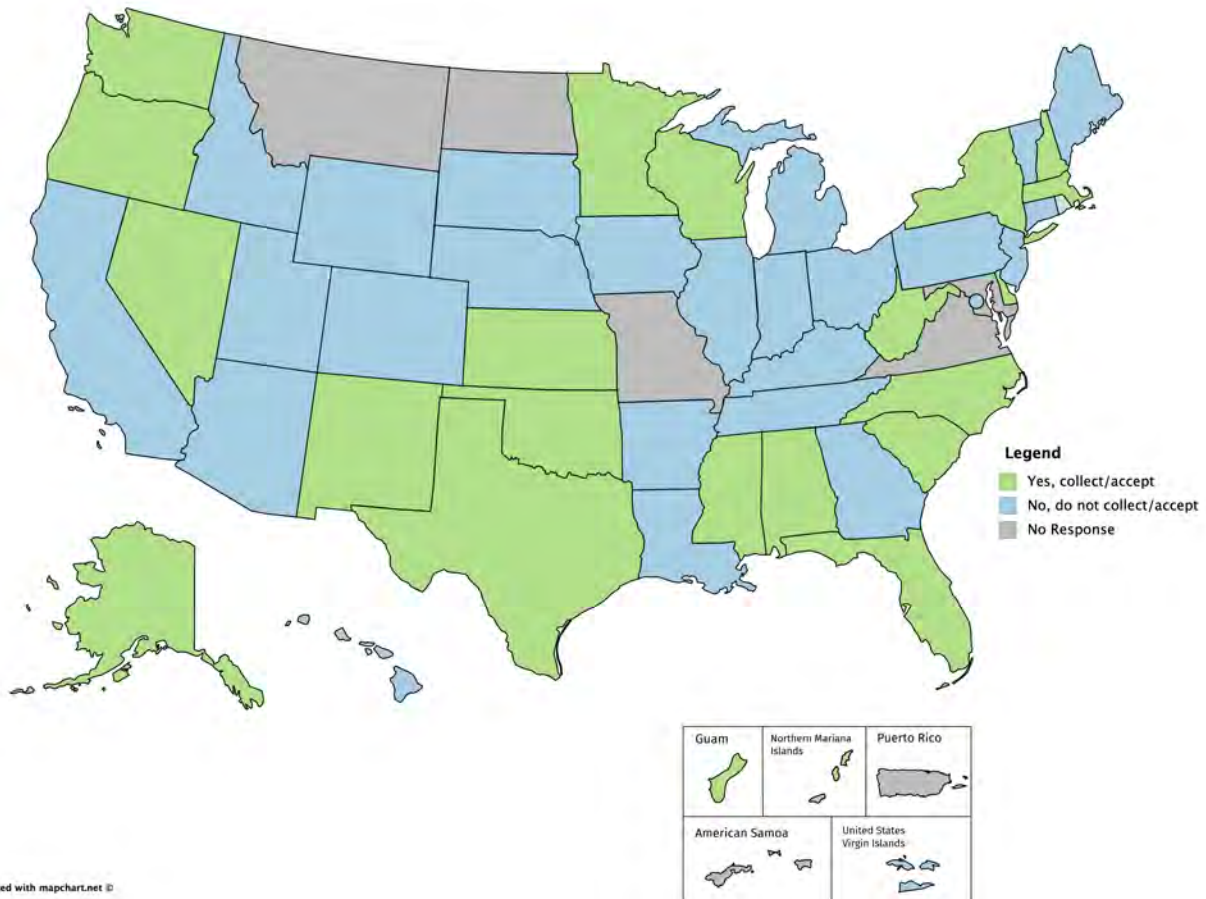 Legend
Yes, collect/accept
No, do not collect/accept
No Response
Guam
Northern Mariana
Islands
Puerto Rico
American Samoa
United States
Virgin Islands
ed with mapchart.net ©